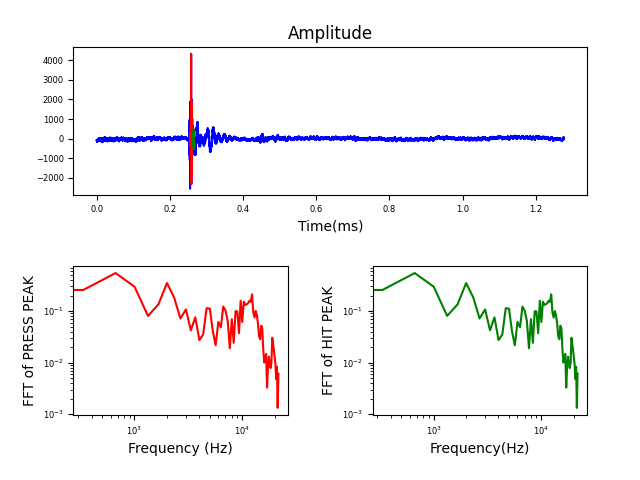 Amplitude
4000
3000
2000
1000
0
−1000
−2000
0.0 0.2 0.4 0.6 0.8 1.0 1.2
Time(ms)
FFT of PRESS PEAK
10⁻¹
10⁻²
10⁻³
10³ 10⁴
Frequency (Hz)
FFT of HIT PEAK
10⁻¹
10⁻²
10⁻³
10³ 10⁴
Frequency(Hz)